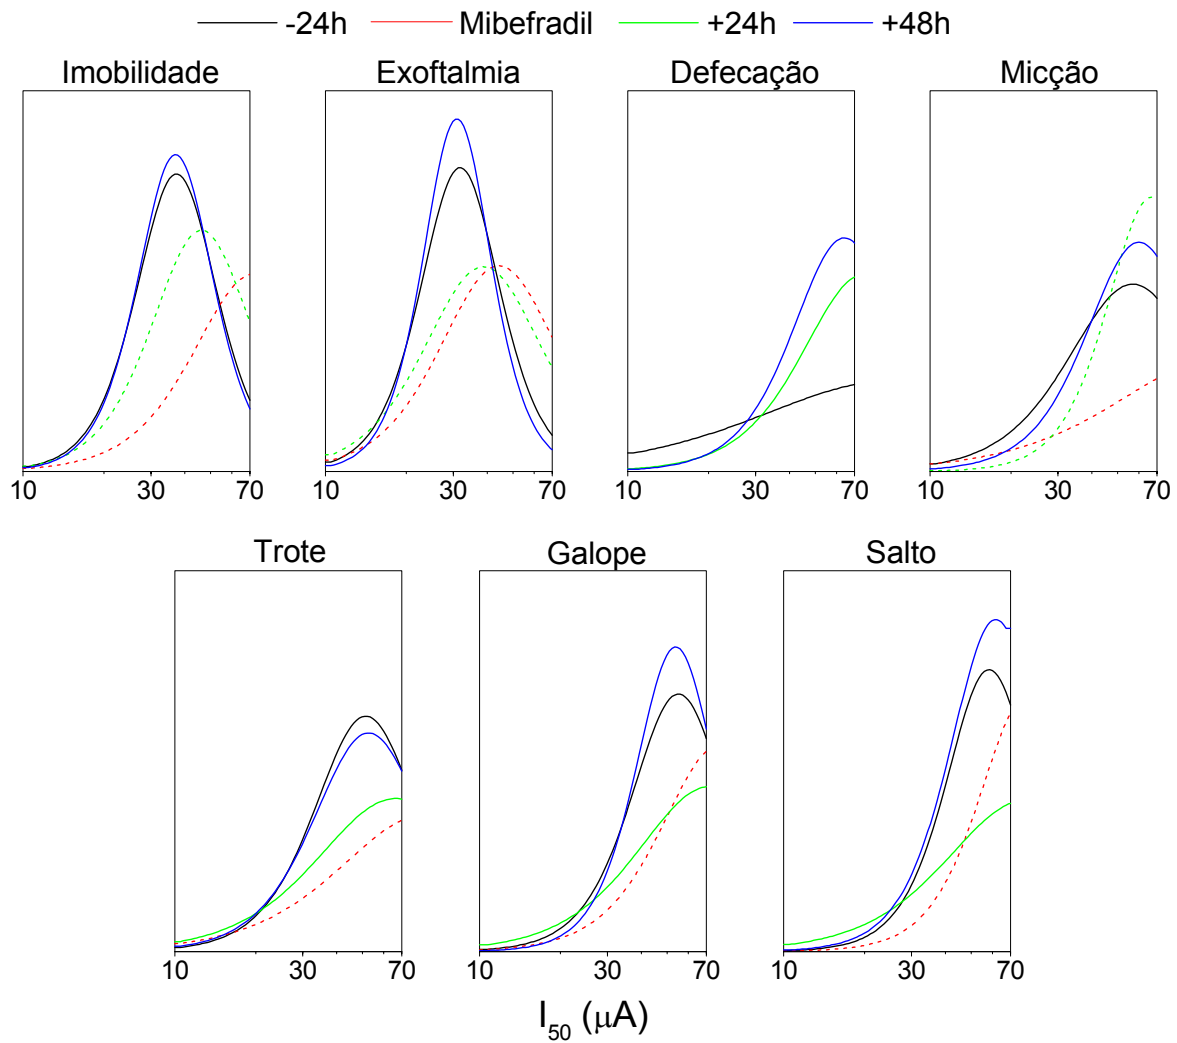 -24h Mibefradil +24h +48h
Imobilidade Exoftalmia Defecação Micção
10 30 70 10 30 70 10 30 70 10 30 70
Trote Galope Salto
10 30 70 10 30 70 10 30 70
I50 (μA)